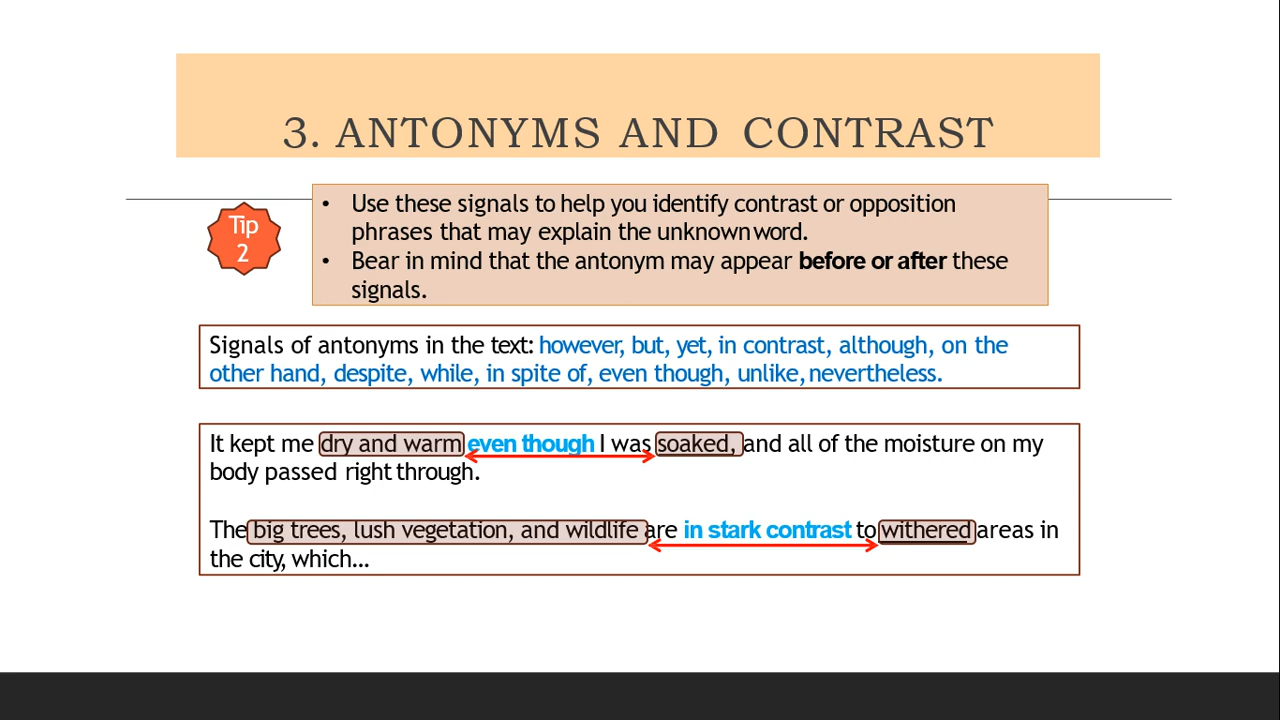 3. ANTONYMS AND CONTRAST
Tip
2
• Use these signals to help you identify contrast or opposition
phrases that may explain the unknown word.
• Bear in mind that the antonym may appear before or after these
signals.
Signals of antonyms in the text: however, but, yet, in contrast, although, on the
other hand, despite, while, in spite of, even though, unlike, nevertheless.
It kept me dry and warm even though I was soaked, and all of the moisture on my
body passed right through.
The big trees, lush vegetation, and wildlife are in stark contrast to withered areas in
the city, which...